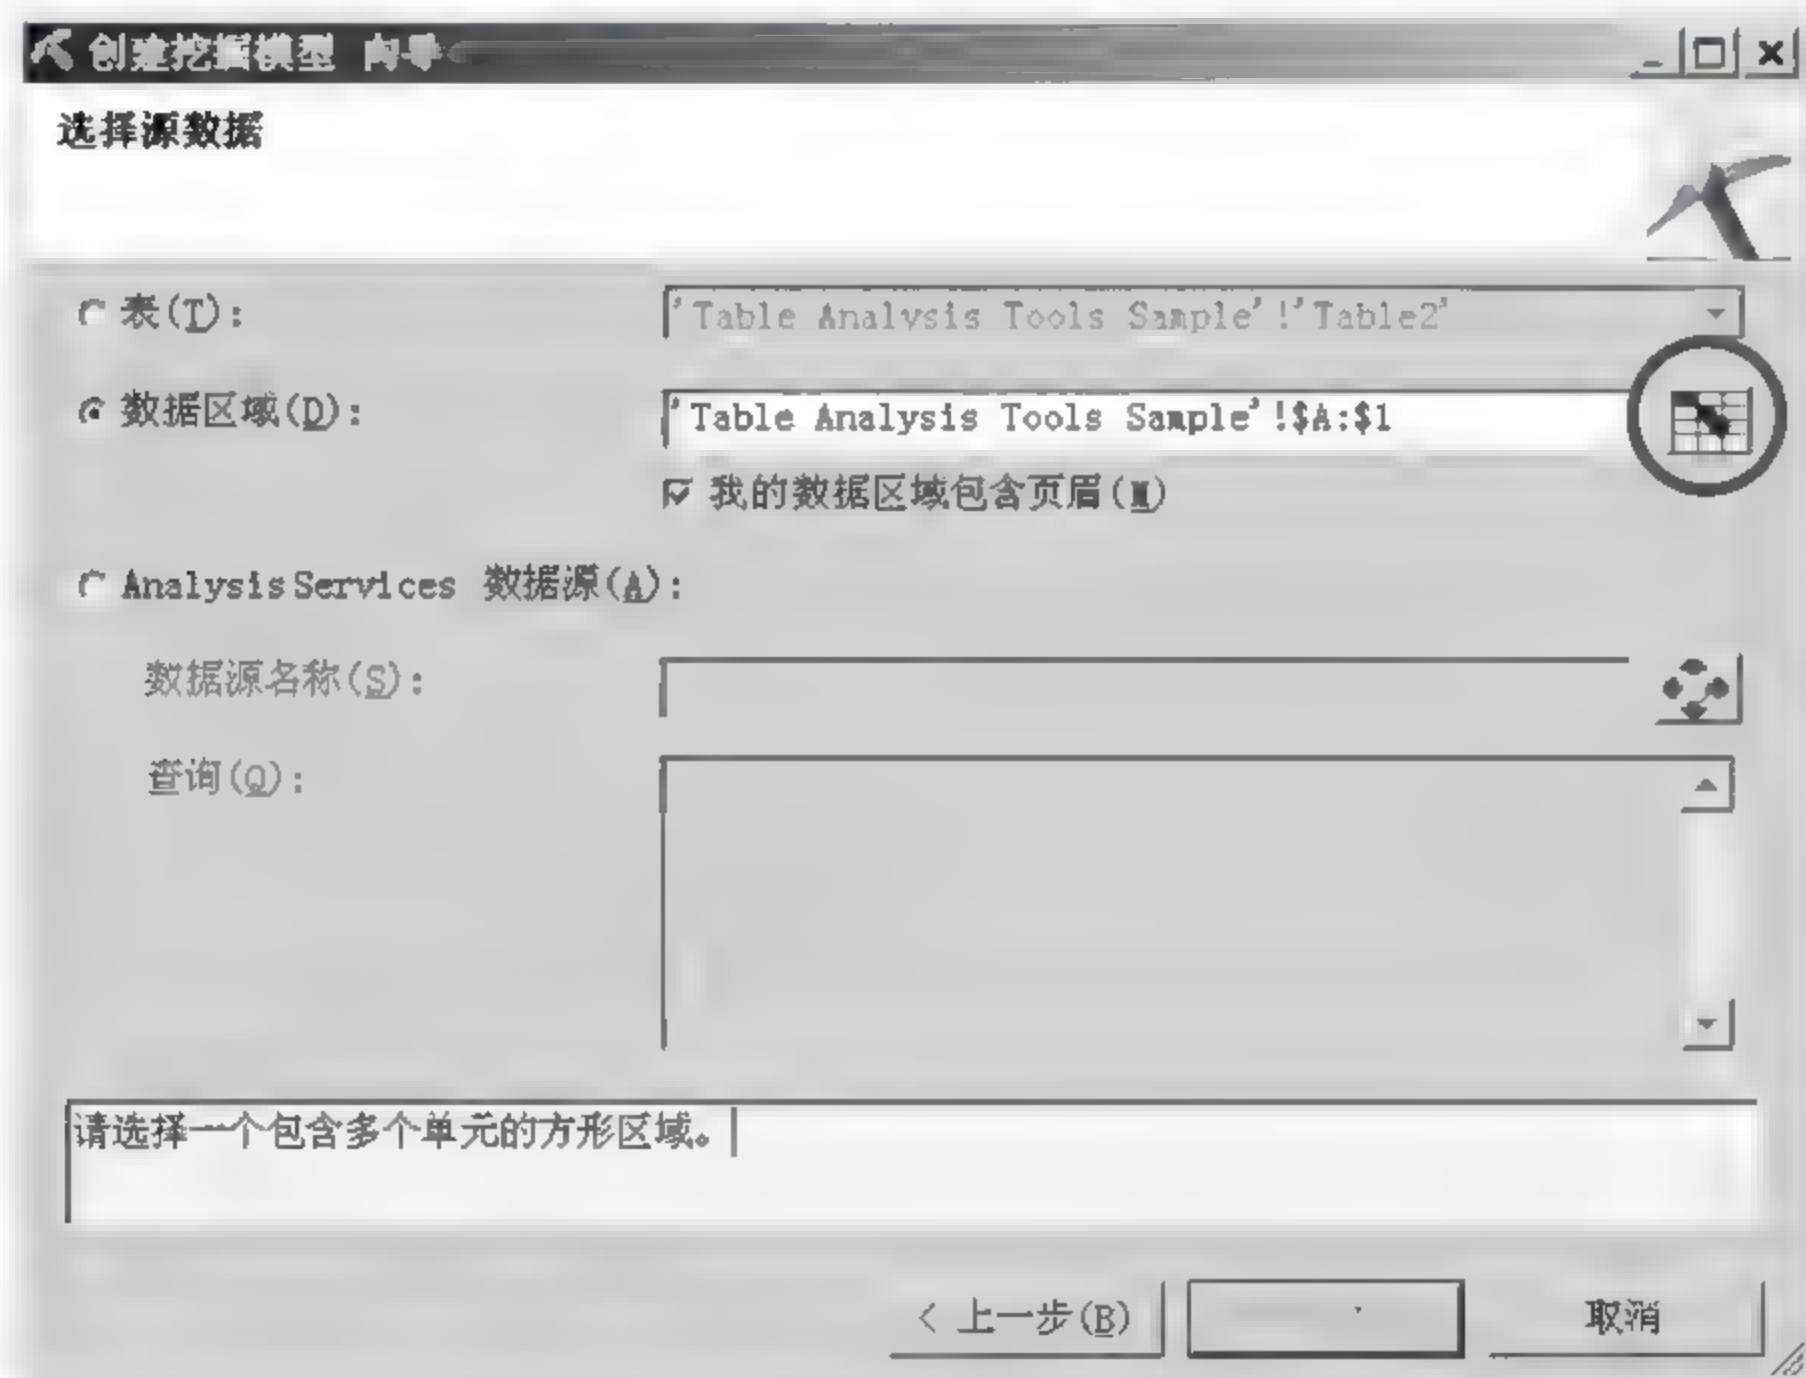 创建挖掘模型 向导
选择源数据
表(T):
'Table Analysis Tools Sample'!'Table2'
数据区域(D):
'Table Analysis Tools Sample'!$A:$1
我的数据区域包含页眉(M)
Analysis Services 数据源(A):
数据源名称(S):
查询(Q):
请选择一个包含多个单元的方形区域。
< 上一步(B)
取消